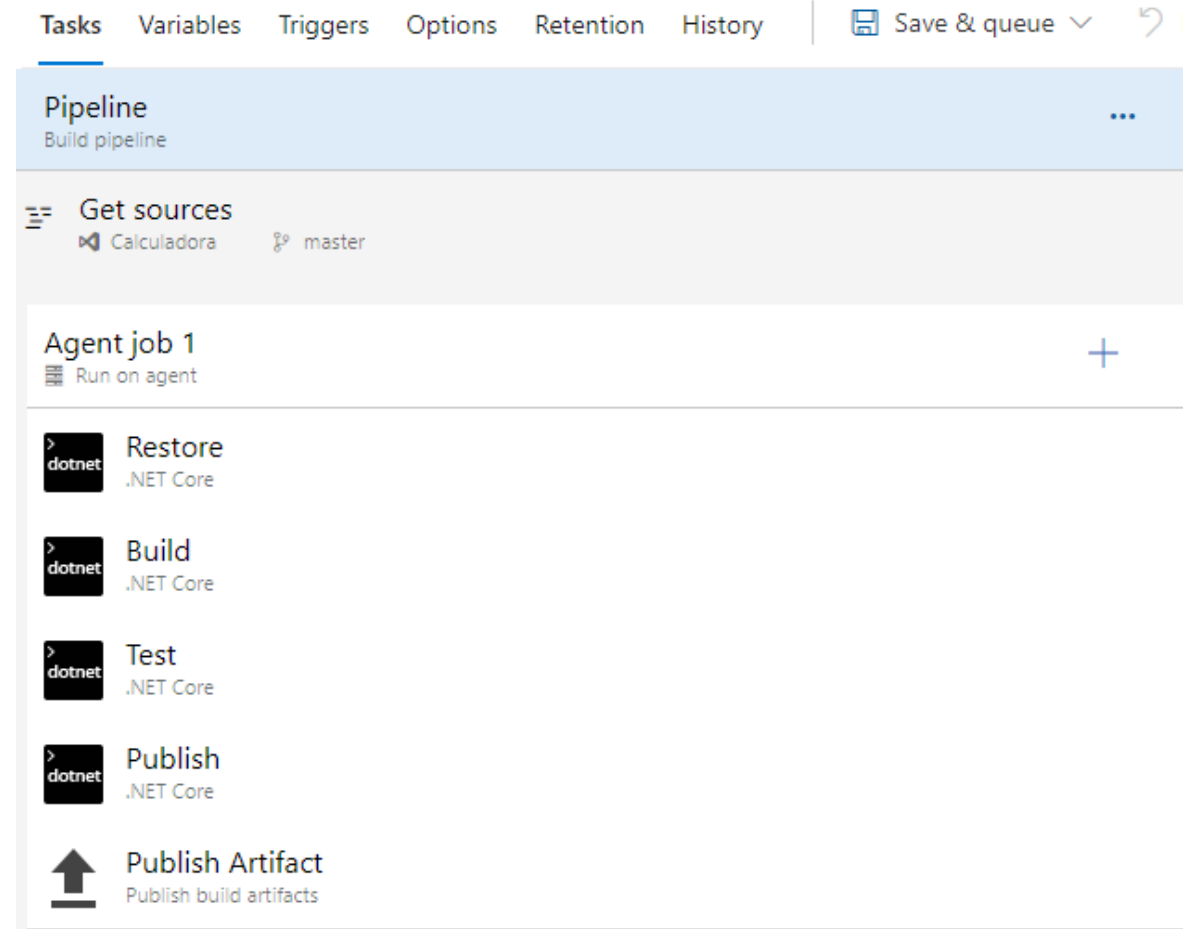 Tasks Variables Triggers Options Retention History Save & queue
Pipeline
Build pipeline
Get sources
Calculadora master
Agent job 1
Run on agent
>
dotnet
Restore
.NET Core
>
dotnet
Build
.NET Core
>
dotnet
Test
.NET Core
>
dotnet
Publish
.NET Core
Publish Artifact
Publish build artifacts